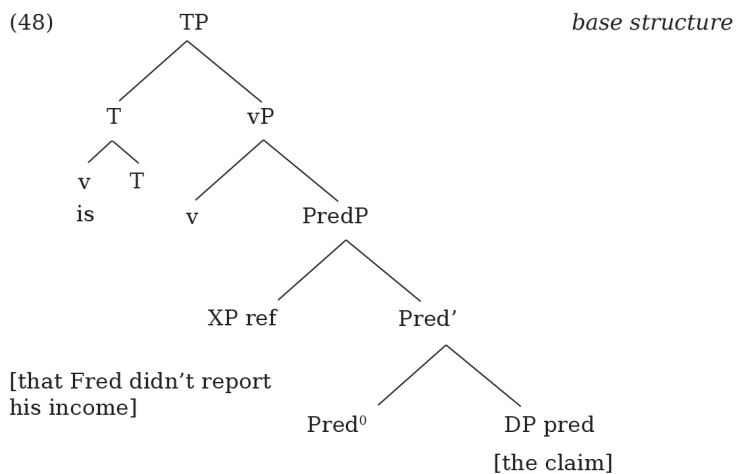 (48) TP base structure
T vP
v T
is v PredP
XP ref Pred’
[that Fred didn’t report
his income]
Pred⁰ DP pred
[the claim]